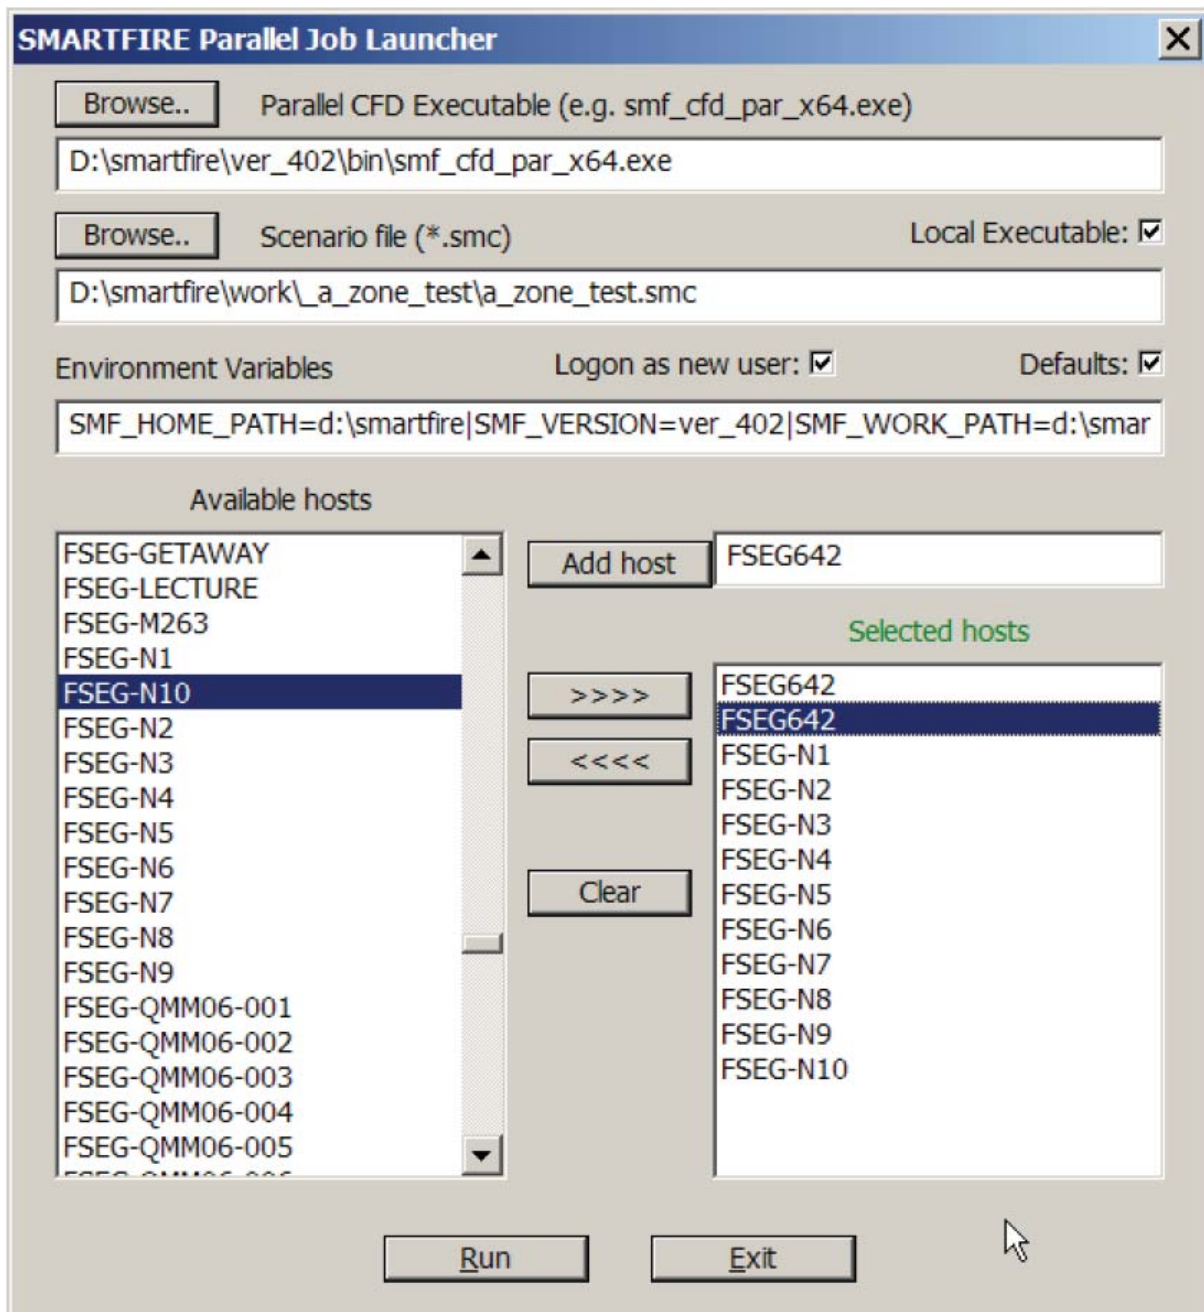 SMARTFIRE Parallel Job Launcher
Browse.. Parallel CFD Executable (e.g. smf_cfd_par_x64.exe)
D:\smartfire\ver_402\bin\smf_cfd_par_x64.exe
Browse.. Scenario file (*.smc) Local Executable:
D:\smartfire\work\_a_zone_test\a_zone_test.smc
Environment Variables Logon as new user: Defaults:
SMF_HOME_PATH=d:\smartfire|SMF_VERSION=ver_402|SMF_WORK_PATH=d:\smar
Available hosts
FSEG-GETAWAY
FSEG-LECTURE
FSEG-M263
FSEG-N1
FSEG-N10
FSEG-N2
FSEG-N3
FSEG-N4
FSEG-N5
FSEG-N6
FSEG-N7
FSEG-N8
FSEG-N9
FSEG-QMM06-001
FSEG-QMM06-002
FSEG-QMM06-003
FSEG-QMM06-004
FSEG-QMM06-005
Add host FSEG642
>>>>
<<<<
Clear
Selected hosts
FSEG642
FSEG642
FSEG-N1
FSEG-N2
FSEG-N3
FSEG-N4
FSEG-N5
FSEG-N6
FSEG-N7
FSEG-N8
FSEG-N9
FSEG-N10
Run Exit